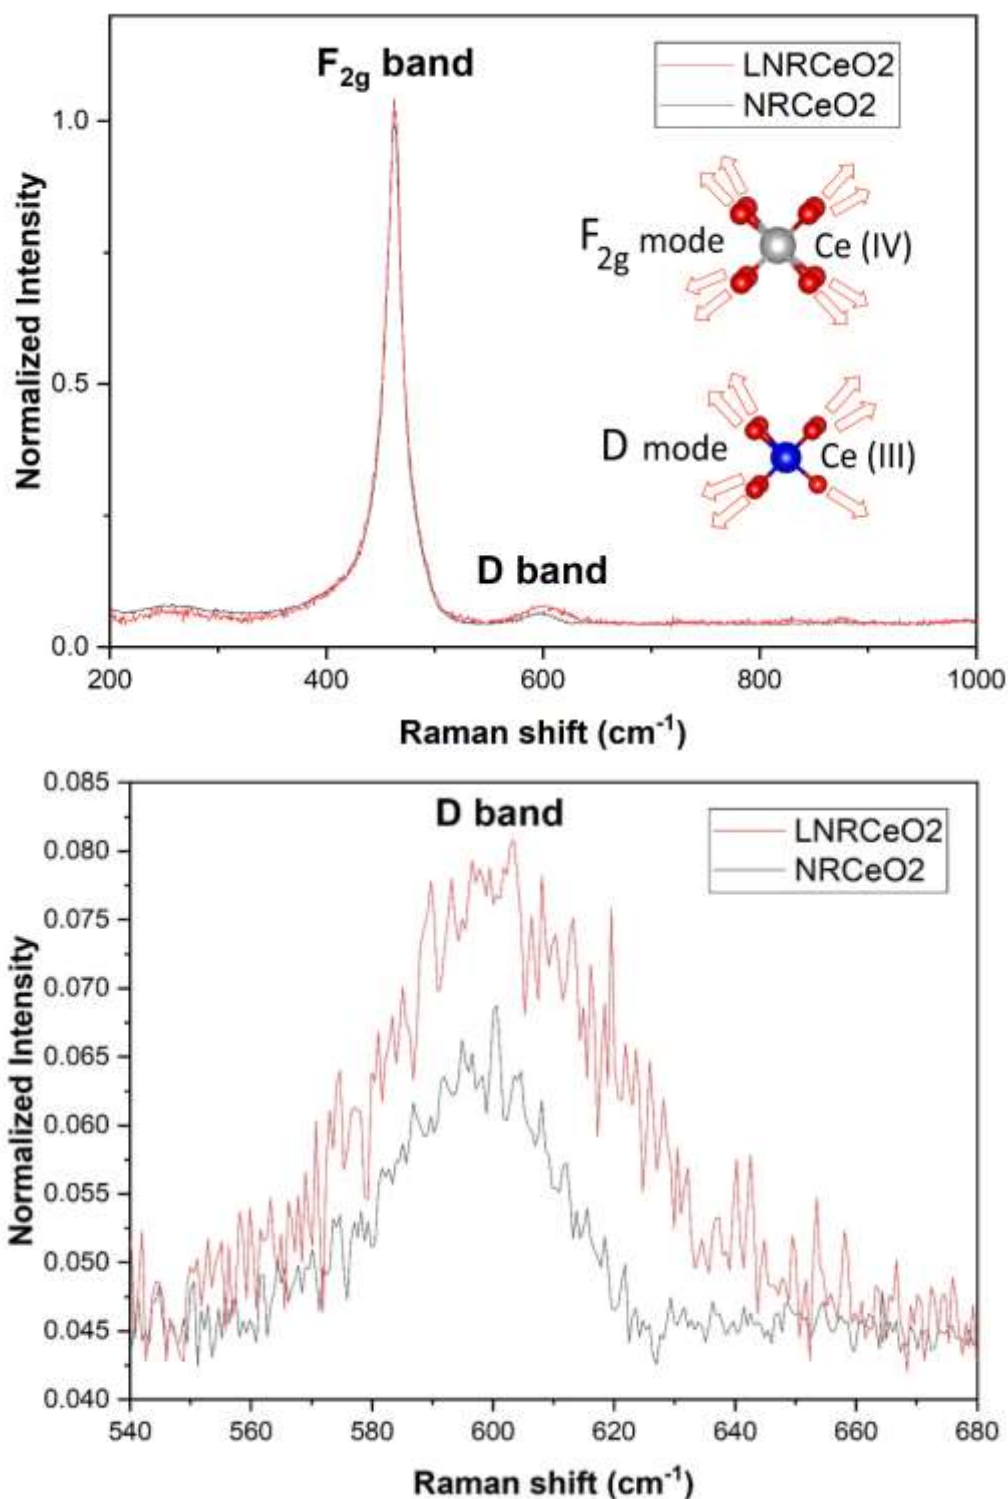 F2g band
LNRCeO2
NRCeO2
F2g mode
Ce (IV)
D mode
Ce (III)
D band
Normalized Intensity
1.0
0.5
0.0
200
400
600
800
1000
Raman shift (cm-1)
D band
LNRCeO2
NRCeO2
Normalized Intensity
0.085
0.080
0.075
0.070
0.065
0.060
0.055
0.050
0.045
0.040
540
560
580
600
620
640
660
680
Raman shift (cm-1)